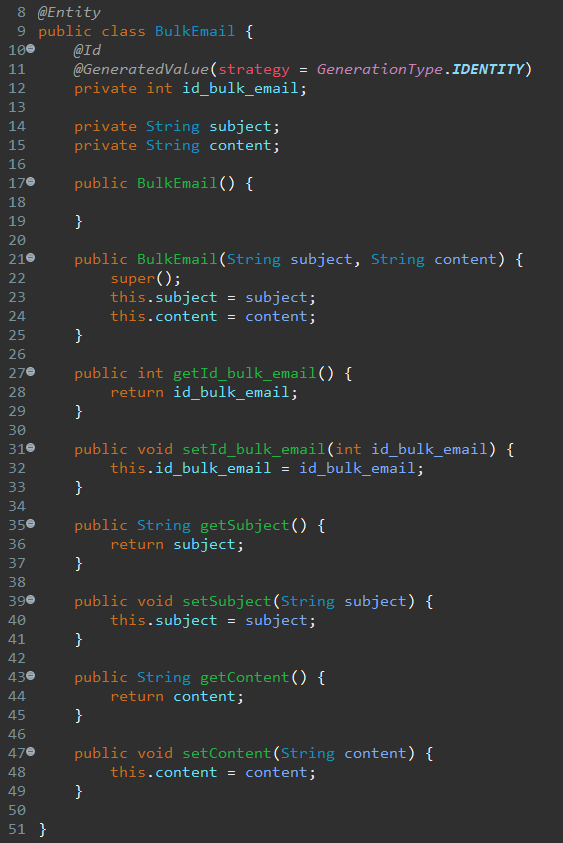 8 @Entity
9 public class BulkEmail {
10 @Id
11 @GeneratedValue(strategy = GenerationType.IDENTITY)
12 private int id_bulk_email;
13
14 private String subject;
15 private String content;
16
17 public BulkEmail() {
18
19 }
20
21 public BulkEmail(String subject, String content) {
22 super();
23 this.subject = subject;
24 this.content = content;
25 }
26
27 public int getId_bulk_email() {
28 return id_bulk_email;
29 }
30
31 public void setId_bulk_email(int id_bulk_email) {
32 this.id_bulk_email = id_bulk_email;
33 }
34
35 public String getSubject() {
36 return subject;
37 }
38
39 public void setSubject(String subject) {
40 this.subject = subject;
41 }
42
43 public String getContent() {
44 return content;
45 }
46
47 public void setContent(String content) {
48 this.content = content;
49 }
50
51 }